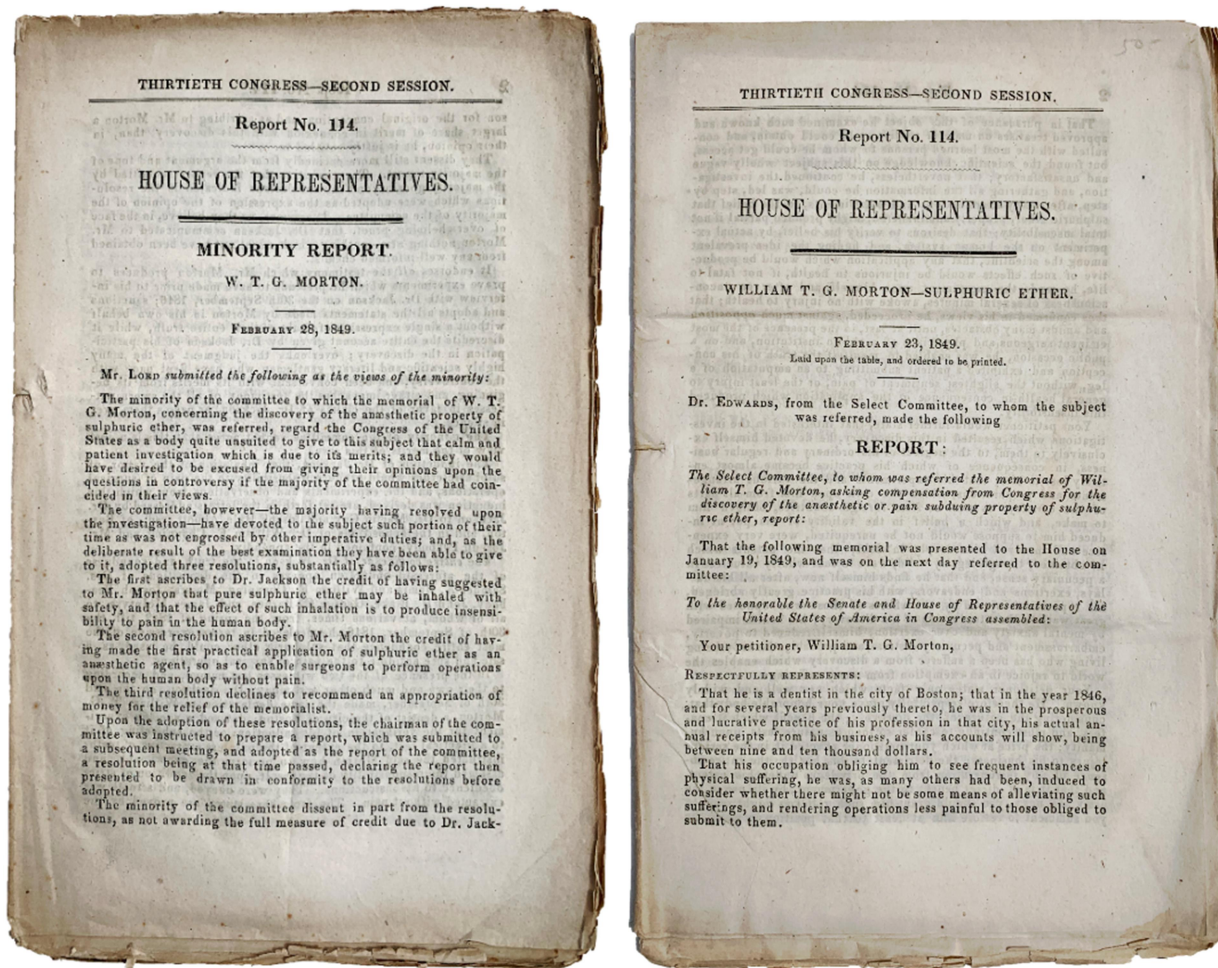 THIRTIETH CONGRESS—SECOND SESSION.
Report No. 114.
HOUSE OF REPRESENTATIVES.
MINORITY REPORT.
W. T. G. MORTON.
February 28, 1849.
Mr. Lord submitted the following as the views of the minority:
The minority of the committee to which the memorial of W. T.
G. Morton, concerning the discovery of the anæsthetic property of
sulphuric ether, was referred, regard the Congress of the United
States as a body quite unsuited to give to this subject that calm and
patient investigation which is due to it's merits; and they would
have desired to be excused from giving their opinions upon the
questions in controversy if the majority of the committee had coin-
cided in their views.
The committee, however—the majority having resolved upon
the investigation—have devoted to the subject such portion of their
time as was not engrossed by other imperative duties; and, as the
deliberate result of the best examination they have been able to give
to it, adopted three resolutions, substantially as follows:
The first ascribes to Dr. Jackson the credit of having suggested
to Mr. Morton that pure sulphuric ether may be inhaled with
safety, and that the effect of such inhalation is to produce insensi-
bility to pain in the human body.
The second resolution ascribes to Mr. Morton the credit of hav-
ing made the first practical application of sulphuric ether as an
anæsthetic agent, so as to enable surgeons to perform operations
upon the human body without pain.
The third resolution declines to recommend an appropriation of
money for the relief of the memorialist.
Upon the adoption of these resolutions, the chairman of the com-
mittee was instructed to prepare a report, which was submitted to
a subsequent meeting, and adopted as the report of the committee,
a resolution being at that time passed, declaring the report then
presented to be drawn in conformity to the resolutions before
adopted.
The minority of the committee dissent in part from the resolu-
tions, as not awarding the full measure of credit due to Dr. Jack-
50-
THIRTIETH CONGRESS—SECOND SESSION.
Report No. 114.
HOUSE OF REPRESENTATIVES.
WILLIAM T. G. MORTON—SULPHURIC ETHER.
February 23, 1849.
Laid upon the table, and ordered to be printed.
Dr. Edwards, from the Select Committee, to whom the subject
was referred, made the following
REPORT:
The Select Committee, to whom was referred the memorial of Wil-
liam T. G. Morton, asking compensation from Congress for the
discovery of the anæsthetic or pain subduing property of sulphu-
ric ether, report:
That the following memorial was presented to the House on
January 19, 1849, and was on the next day referred to the com-
mittee:
To the honorable the Senate and House of Representatives of the
United States of America in Congress assembled:
Your petitioner, William T. G. Morton,
Respectfully represents:
That he is a dentist in the city of Boston; that in the year 1846,
and for several years previously thereto, he was in the prosperous
and lucrative practice of his profession in that city, his actual an-
nual receipts from his business, as his accounts will show, being
between nine and ten thousand dollars.
That his occupation obliging him to see frequent instances of
physical suffering, he was, as many others had been, induced to
consider whether there might not be some means of alleviating such
sufferings, and rendering operations less painful to those obliged to
submit to them.